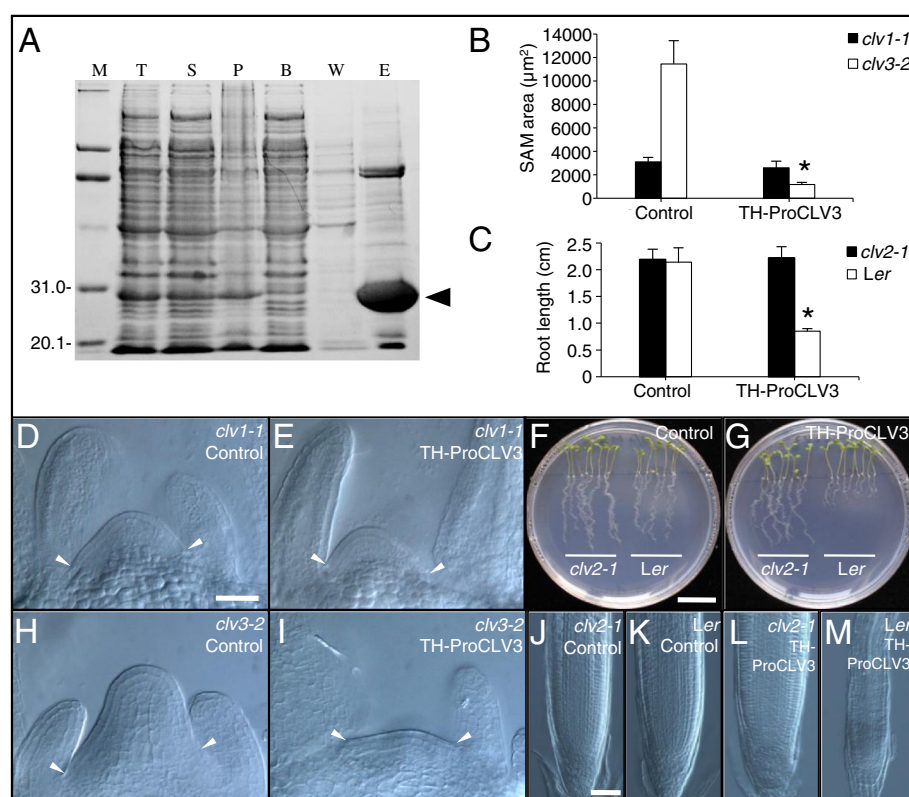 A
M T S P B W E
31.0-
20.1-
B
SAM area (µm²)
14000
12000
10000
8000
6000
4000
2000
0
*
Control
TH-ProCLV3
clv1-1
clv3-2
C
Root length (cm)
2.5
2.0
1.5
1.0
0.5
0
*
Control
TH-ProCLV3
clv2-1
Ler
D
clv1-1
Control
E
clv1-1
TH-ProCLV3
F
Control
clv2-1
Ler
G
TH-ProCLV3
clv2-1
Ler
H
clv3-2
Control
I
clv3-2
TH-ProCLV3
J
clv2-1
Control
K
Ler
Control
L
clv2-1
TH-
ProCLV3
M
Ler
TH-
ProCLV3